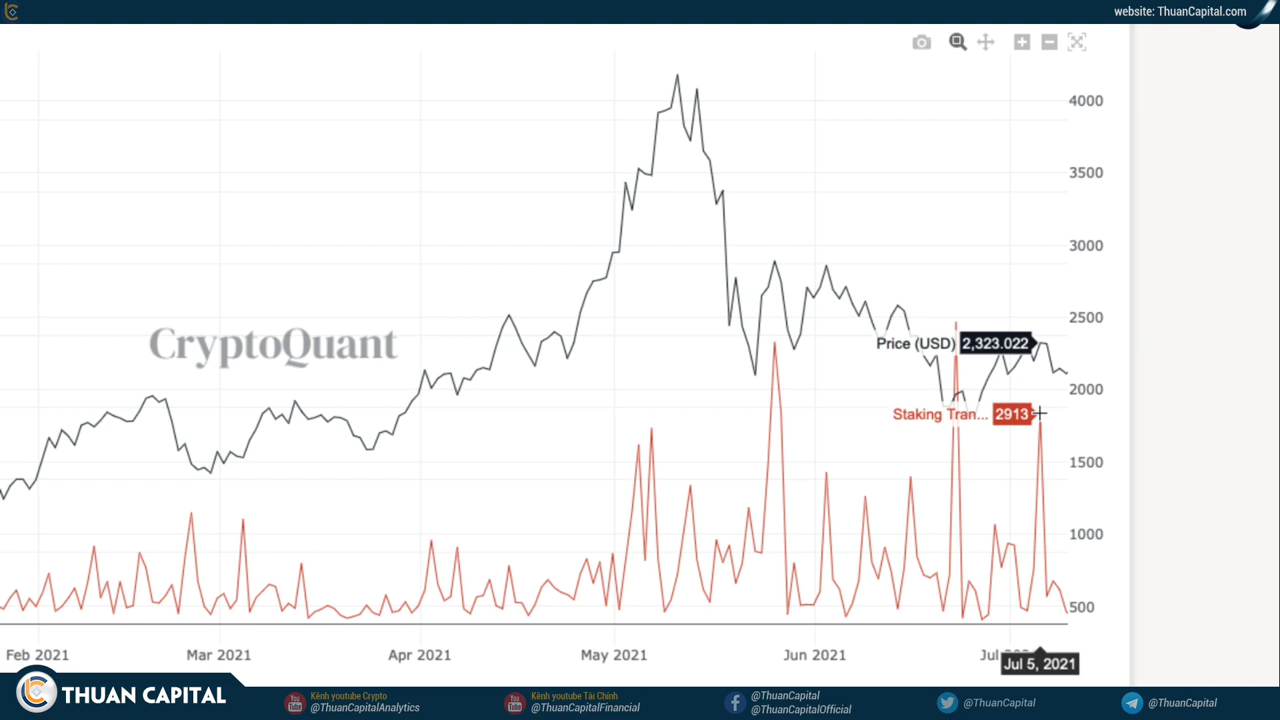 website: ThuanCapital.com
4000
3500
3000
2500
CryptoQuant
Price (USD) 2,323.022
2000
Staking Tran... 2913
1500
1000
500
Feb 2021
Mar 2021
Apr 2021
May 2021
Jun 2021
Jul 5, 2021
THUAN CAPITAL
Kênh youtube Crypto
@ThuanCapitalAnalytics
Kênh youtube Tài Chính
@ThuanCapitalFinancial
@ThuanCapital
@ThuanCapitalOfficial
@ThuanCapital
@ThuanCapital